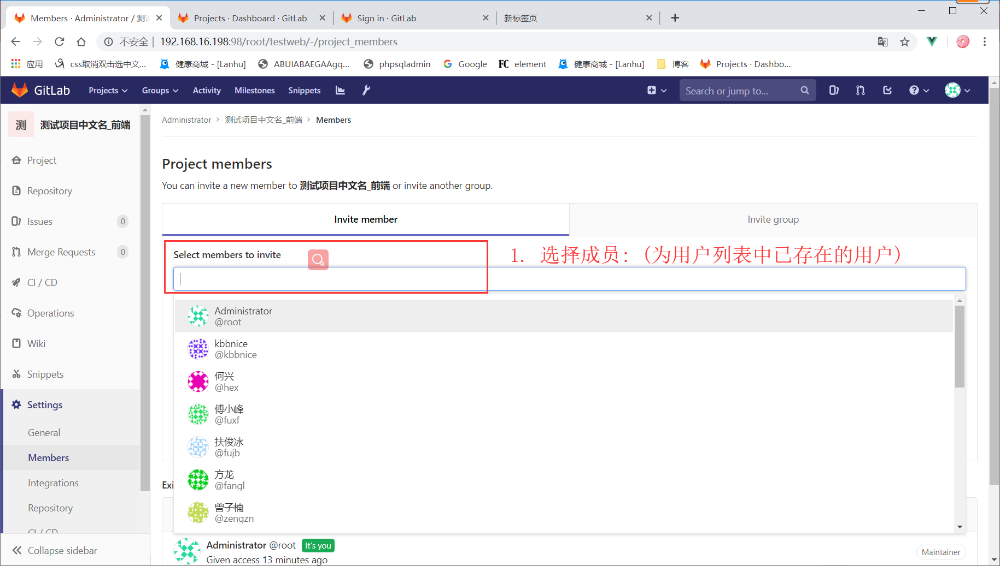 Members · Administrator / 测试
Projects · Dashboard · GitLab
Sign in · GitLab
新标签页
不安全 | 192.168.16.198:98/root/testweb/-/project_members
应用
css取消双击选中文...
健康商城 - [Lanhu]
ABUIABAEGAAgq...
phpsqladmin
Google
FC element
健康商城 - [Lanhu]
博客
Projects · Dashbo...
GitLab
Projects
Groups
Activity
Milestones
Snippets
Search or jump to...
测
测试项目中文名_前端
Project
Repository
Issues 0
Merge Requests 0
CI / CD
Operations
Wiki
Snippets
Settings
General
Members
Integrations
Repository
CI / CD
Collapse sidebar
Administrator > 测试项目中文名_前端 > Members
Project members
You can invite a new member to 测试项目中文名_前端 or invite another group.
Invite member
Invite group
Select members to invite
1. 选择成员：（为用户列表中已存在的用户）
Administrator
@root
kbbnice
@kbbnice
何兴
@hex
傅小峰
@fuxf
扶俊冰
@fujb
方龙
@fangl
曾子楠
@zengzn
Exi
Administrator @root It's you
Given access 13 minutes ago
Maintainer